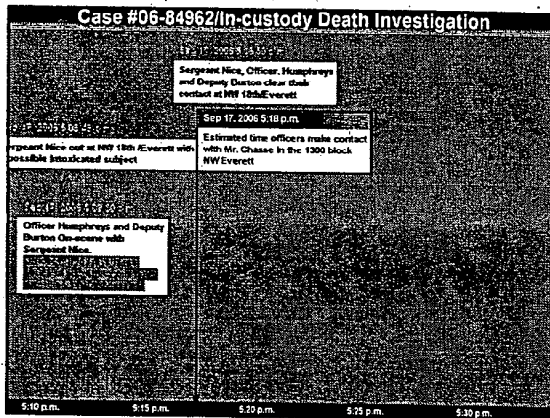 Case #06-84962/In-custody Death Investigation
Sergeant Nice, Officer. Humphreys
and Deputy Burton clear their
contact at NW 18th/Everett
Sep 17, 2006 5:18 p.m.
Estimated time officers make contact
with Mr. Chasse in the 1300 block
NW Everett
ergeant Nice out at NW 18th /Everett with
possible intoxicated subject
Officer Humphreys and Deputy
Burton On-scene with
Sergeant Nice.
5:10 p.m. 5:15 p.m. 5:20 p.m. 5:25 p.m. 5:30 p.m.